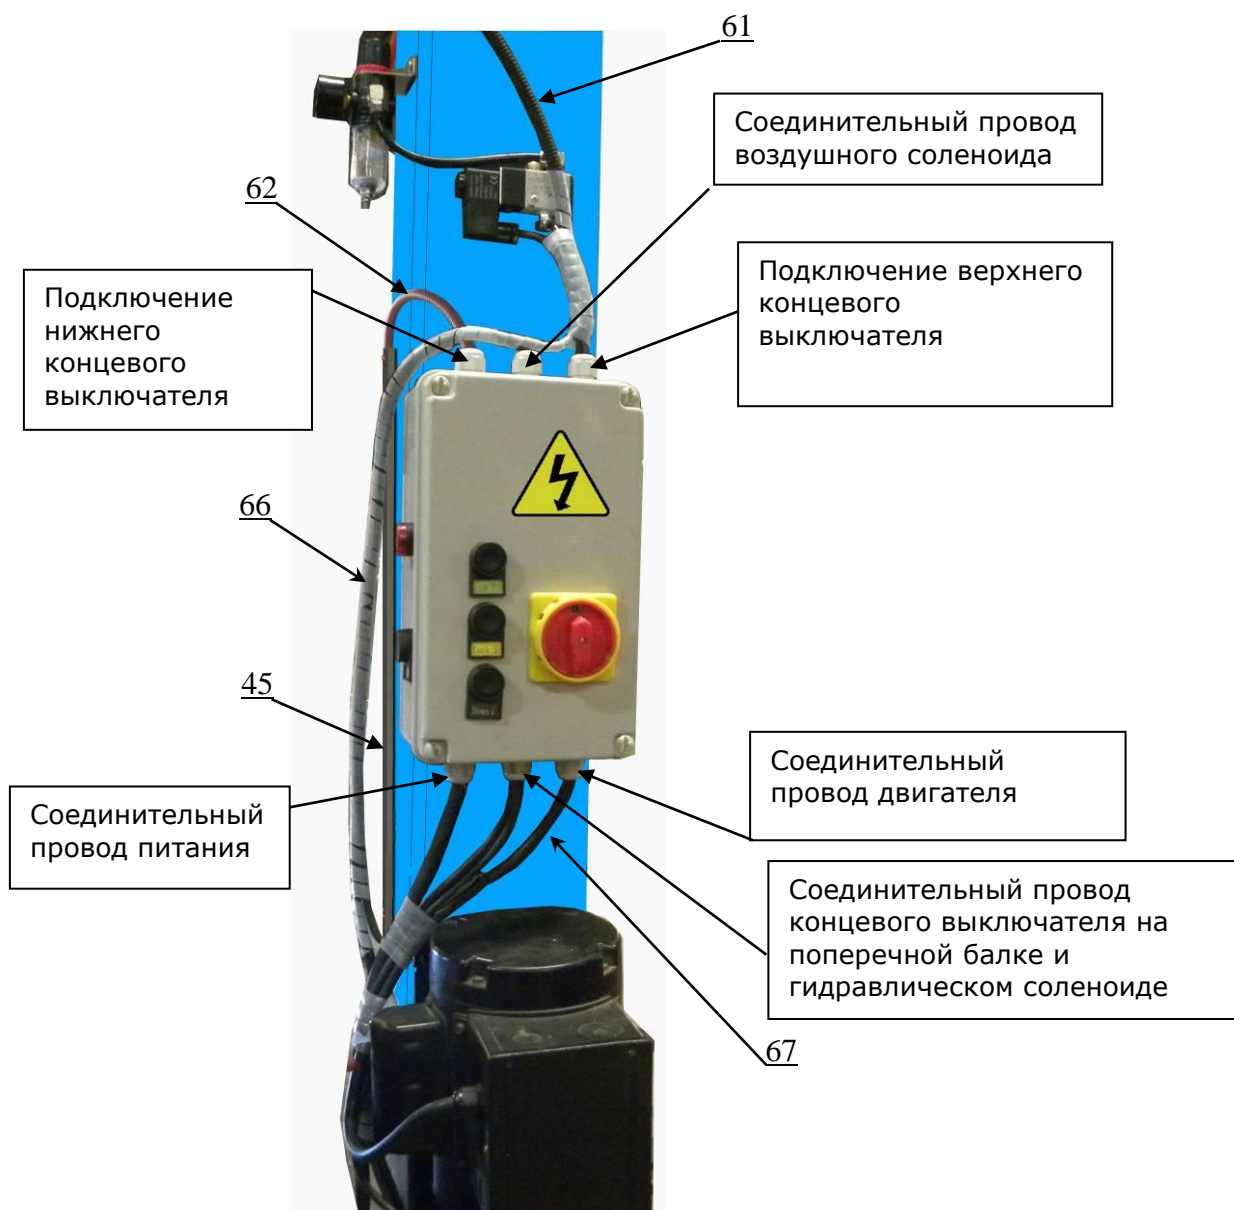 61
Соединительный провод
воздушного соленоида
62
Подключение
нижнего
концевого
выключателя
Подключение верхнего
концевого
выключателя
66
45
Соединительный
провод питания
Соединительный
провод двигателя
Соединительный провод
концевого выключателя на
поперечной балке и
гидравлическом соленоиде
67